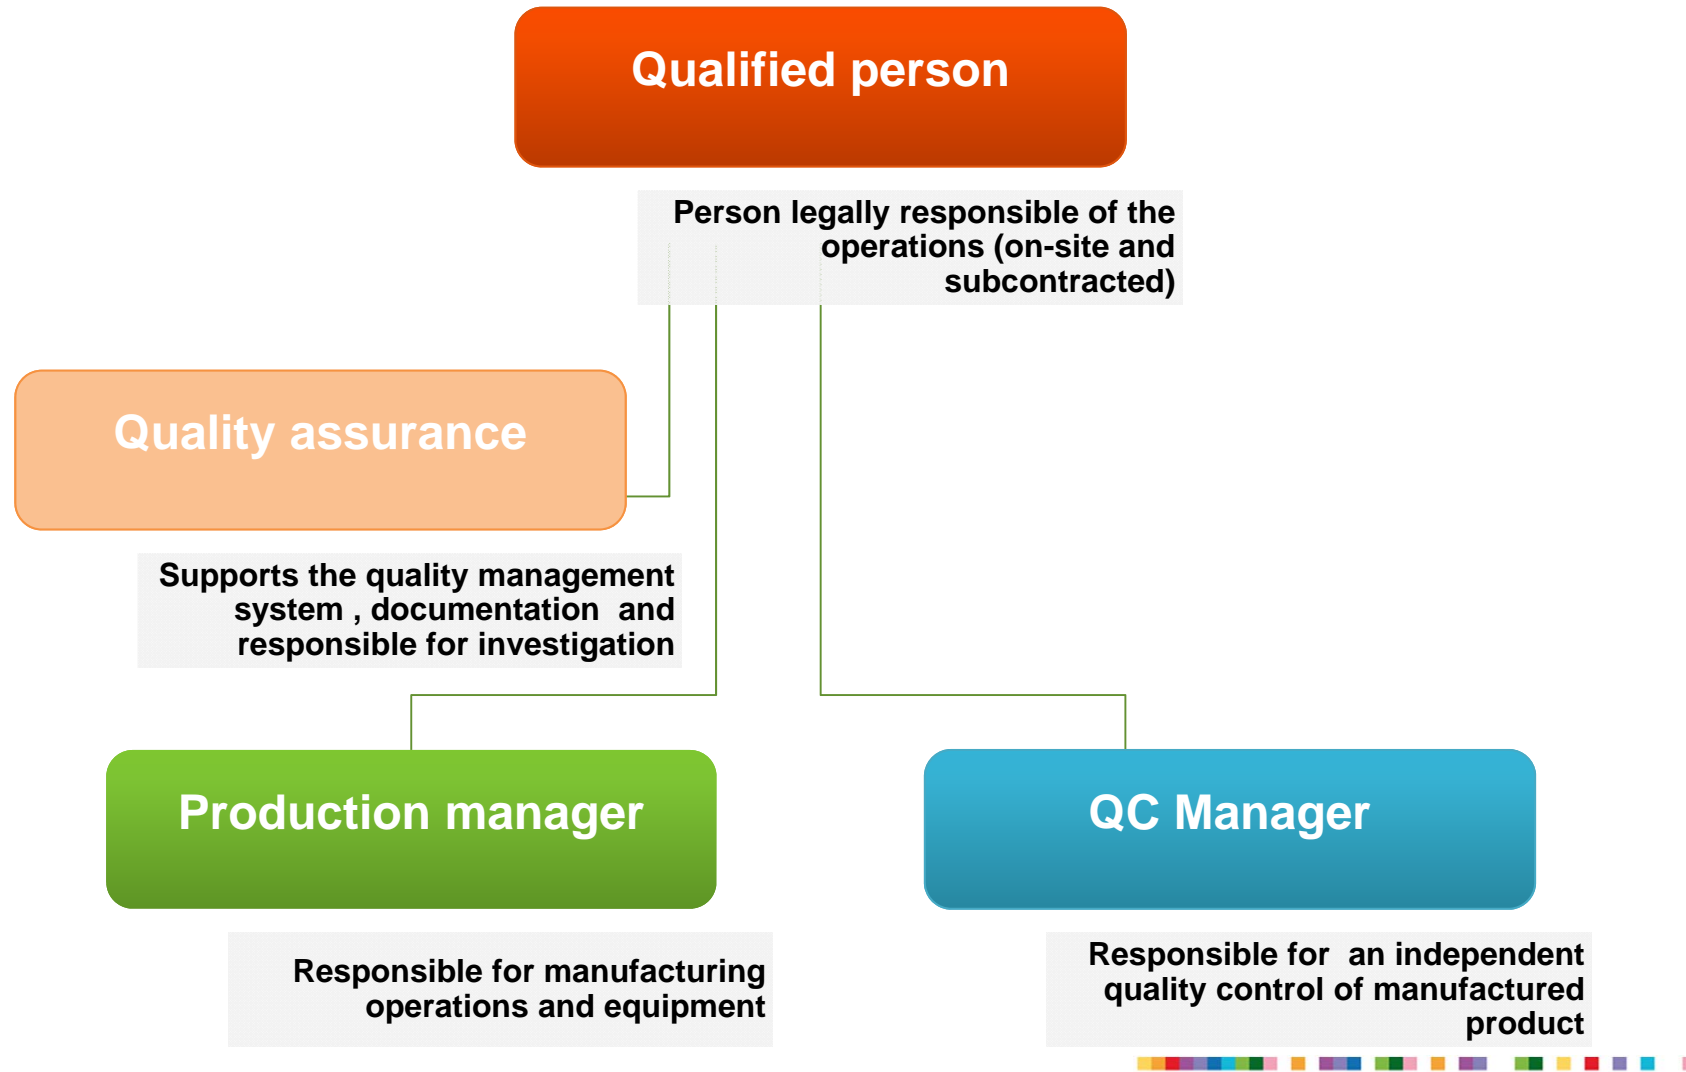 Qualified person
Person legally responsible of the
operations (on-site and
subcontracted)
Quality assurance
Supports the quality management
system , documentation  and
responsible for investigation
Production manager
QC Manager
Responsible for manufacturing
operations and equipment
Responsible for  an independent
quality control of manufactured
product